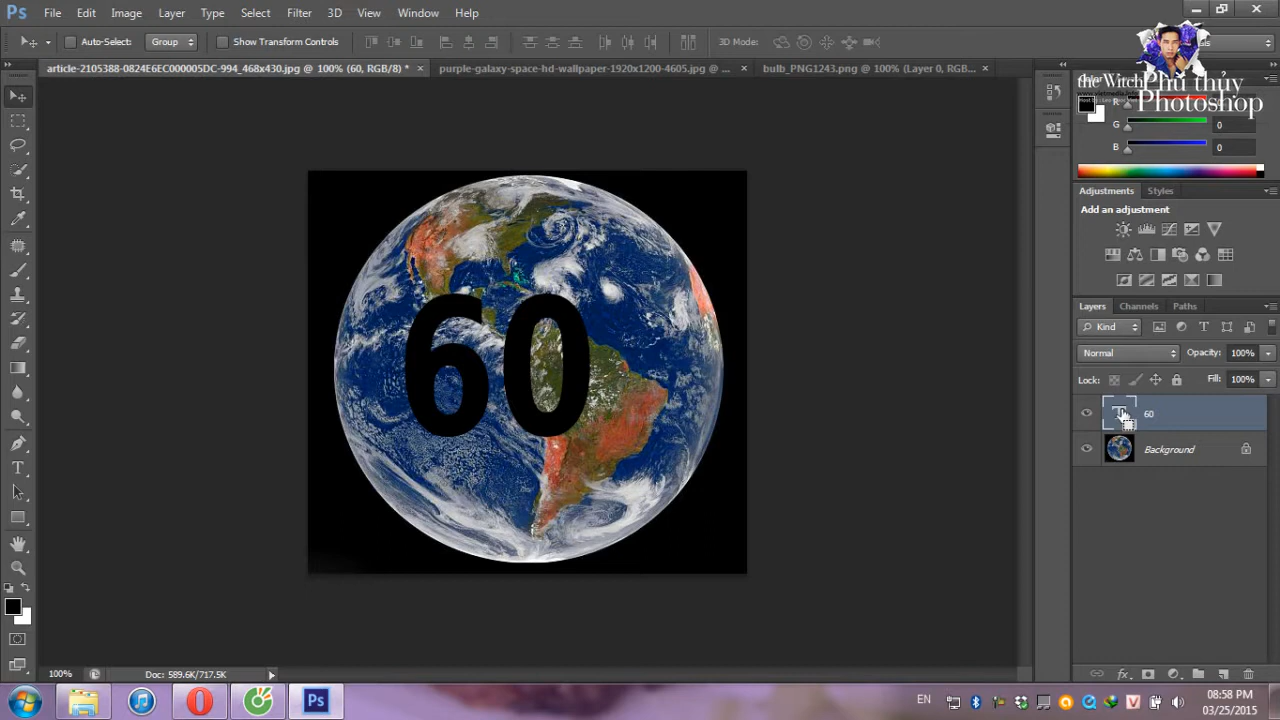 Ps File Edit Image Layer Type Select Filter 3D View Window Help
Auto-Select: Group Show Transform Controls 3D Mode:
article-2105388-0824E6EC000005DC-994_468x430.jpg @ 100% (60, RGB/8) * × purple-galaxy-space-hd-wallpaper-1920x1200-4605.jpg @ ... × bulb_PNG1243.png @ 100% (Layer 0, RGB... ×
the Witch Phù thủy
Photoshop
R
G 0
B 0
Adjustments Styles
Add an adjustment
Layers Channels Paths
Kind
Normal Opacity: 100%
Lock: Fill: 100%
60
Background
60
100% Doc: 589.6K/717.5K
Ps EN V 08:58 PM
03/25/2015